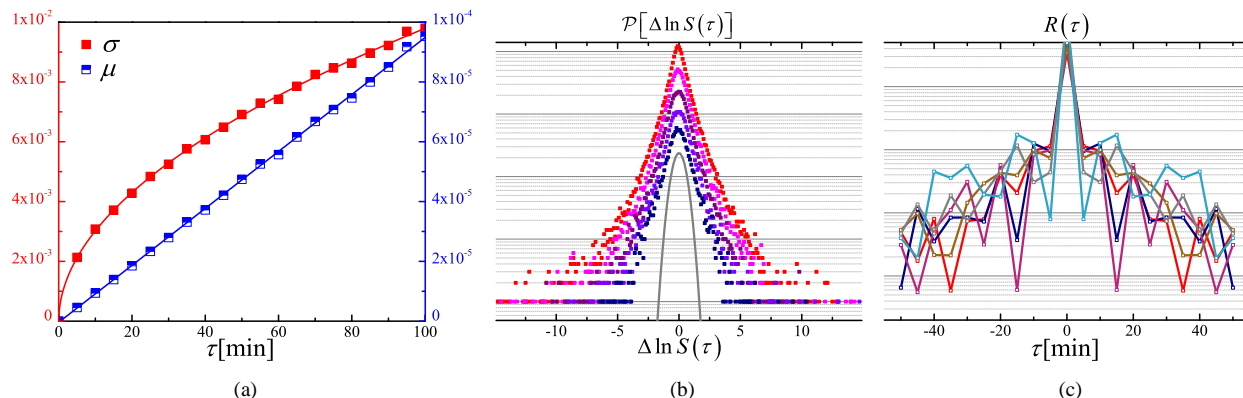 1x10⁻²
8x10⁻³
6x10⁻³
4x10⁻³
2x10⁻³
0
σ
μ
1x10⁻⁴
8x10⁻⁵
6x10⁻⁵
4x10⁻⁵
2x10⁻⁵
0
0 20 40 60 80 100
τ[min]
(a)
𝒫[Δ ln S(τ)]
-10 -5 0 5 10
Δ ln S(τ)
(b)
R(τ)
-40 -20 0 20 40
τ[min]
(c)